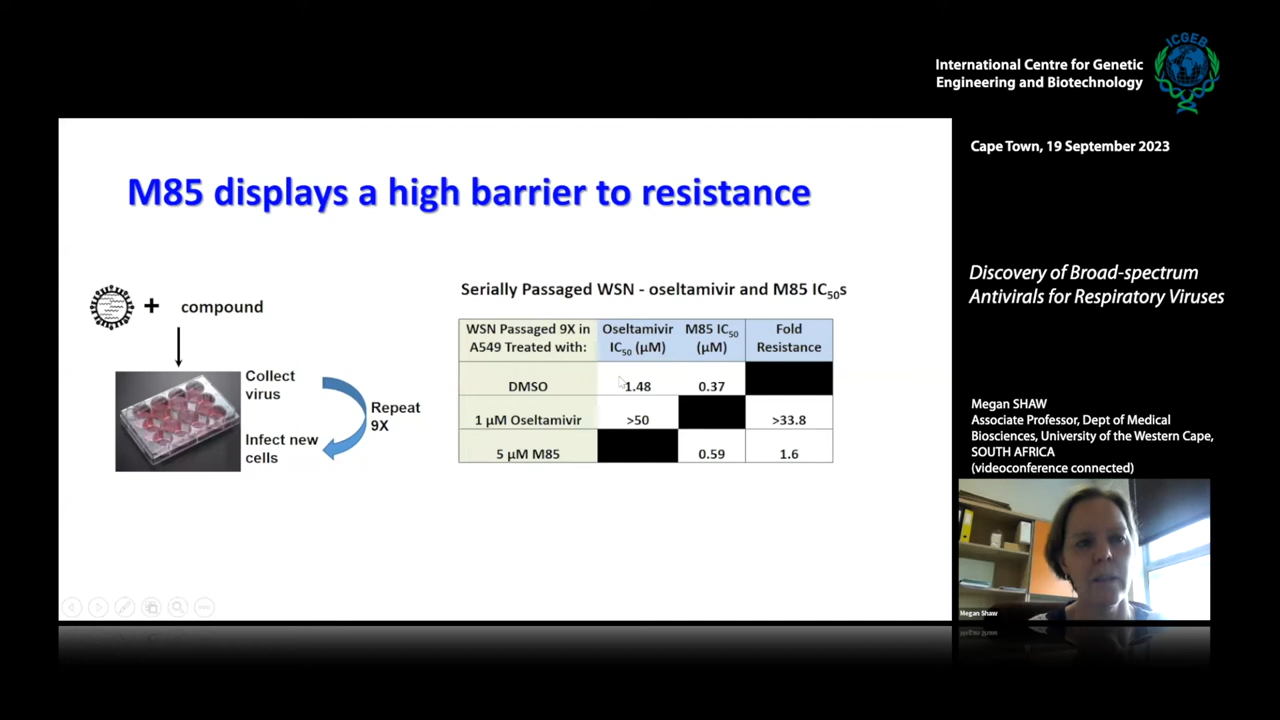 ICGEB
International Centre for Genetic
Engineering and Biotechnology
Cape Town, 19 September 2023
M85 displays a high barrier to resistance
+ compound
Collect
virus
Infect new
cells
Repeat
9X
Serially Passaged WSN - oseltamivir and M85 IC50s
WSN Passaged 9X in A549 Treated with: Oseltamivir IC50 (µM) M85 IC50 (µM) Fold Resistance
DMSO 1.48 0.37
1 µM Oseltamivir >50 >33.8
5 µM M85 0.59 1.6
Discovery of Broad-spectrum
Antivirals for Respiratory Viruses
Megan SHAW
Associate Professor, Dept of Medical
Biosciences, University of the Western Cape,
SOUTH AFRICA
(videoconference connected)
Megan Shaw